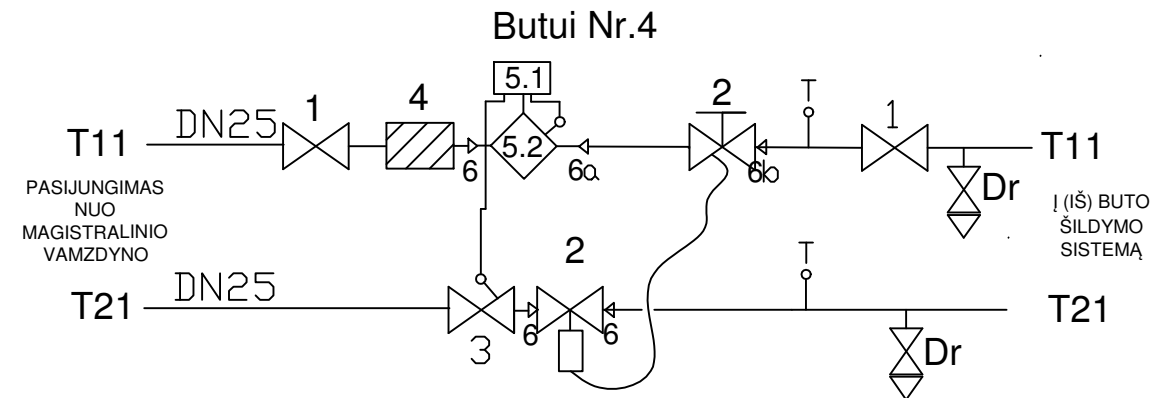 Butui Nr.4
5.1
DN25 1 4 5.2 2 T 1
T11 6 6a 6b T11
Dr
PASIJUNGIMAS
NUO
MAGISTRALINIO
VAMZDYNO
Į (IŠ) BUTO
ŠILDYMO
SISTEMĄ
2 T
DN25
T21 T21
3 6 6 Dr